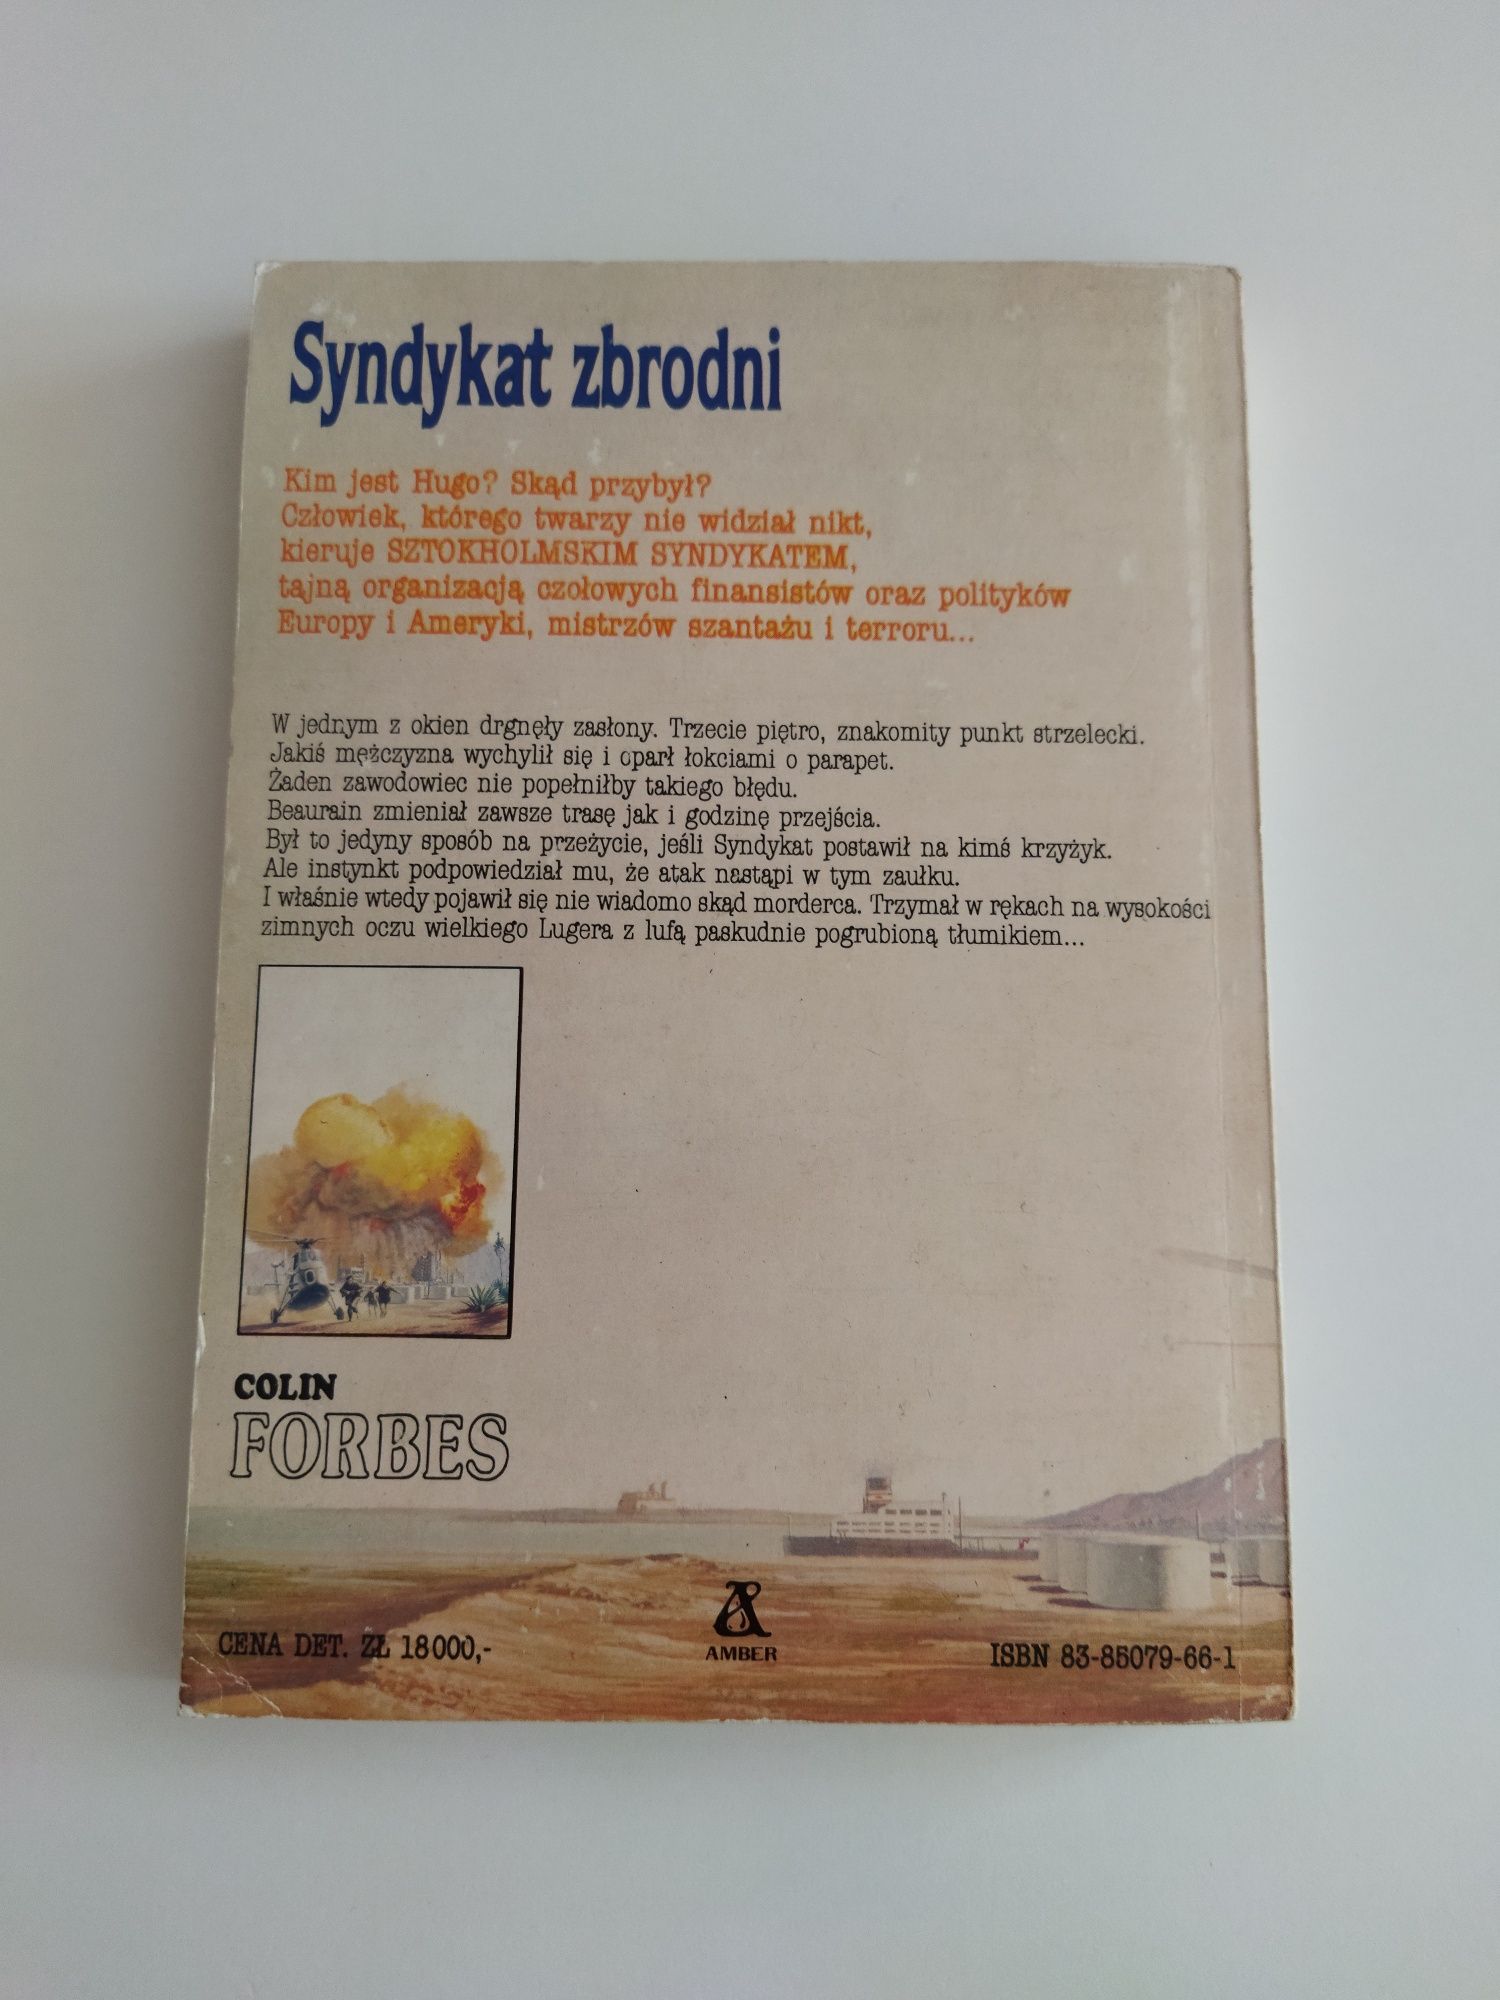 Syndykat zbrodni
Kim jest Hugo? Skąd przybył?
Człowiek, którego twarzy nie widział nikt,
kieruje SZTOKHOLMSKIM SYNDYKATEM,
tajną organizacją czołowych finansistów oraz polityków
Europy i Ameryki, mistrzów szantażu i terroru...
W jednym z okien drgnęły zasłony. Trzecie piętro, znakomity punkt strzelecki.
Jakiś mężczyzna wychylił się i oparł łokciami o parapet.
Żaden zawodowiec nie popełniłby takiego błędu.
Beaurain zmieniał zawsze trasę jak i godzinę przejścia.
Był to jedyny sposób na przeżycie, jeśli Syndykat postawił na kimś krzyżyk.
Ale instynkt podpowiedział mu, że atak nastąpi w tym zaułku.
I właśnie wtedy pojawił się nie wiadomo skąd morderca. Trzymał w rękach na wysokości
zimnych oczu wielkiego Lugera z lufą paskudnie pogrubioną tłumikiem...
COLIN
FORBES
CENA DET. ZŁ 18000,-
AMBER
ISBN 83-85079-66-1